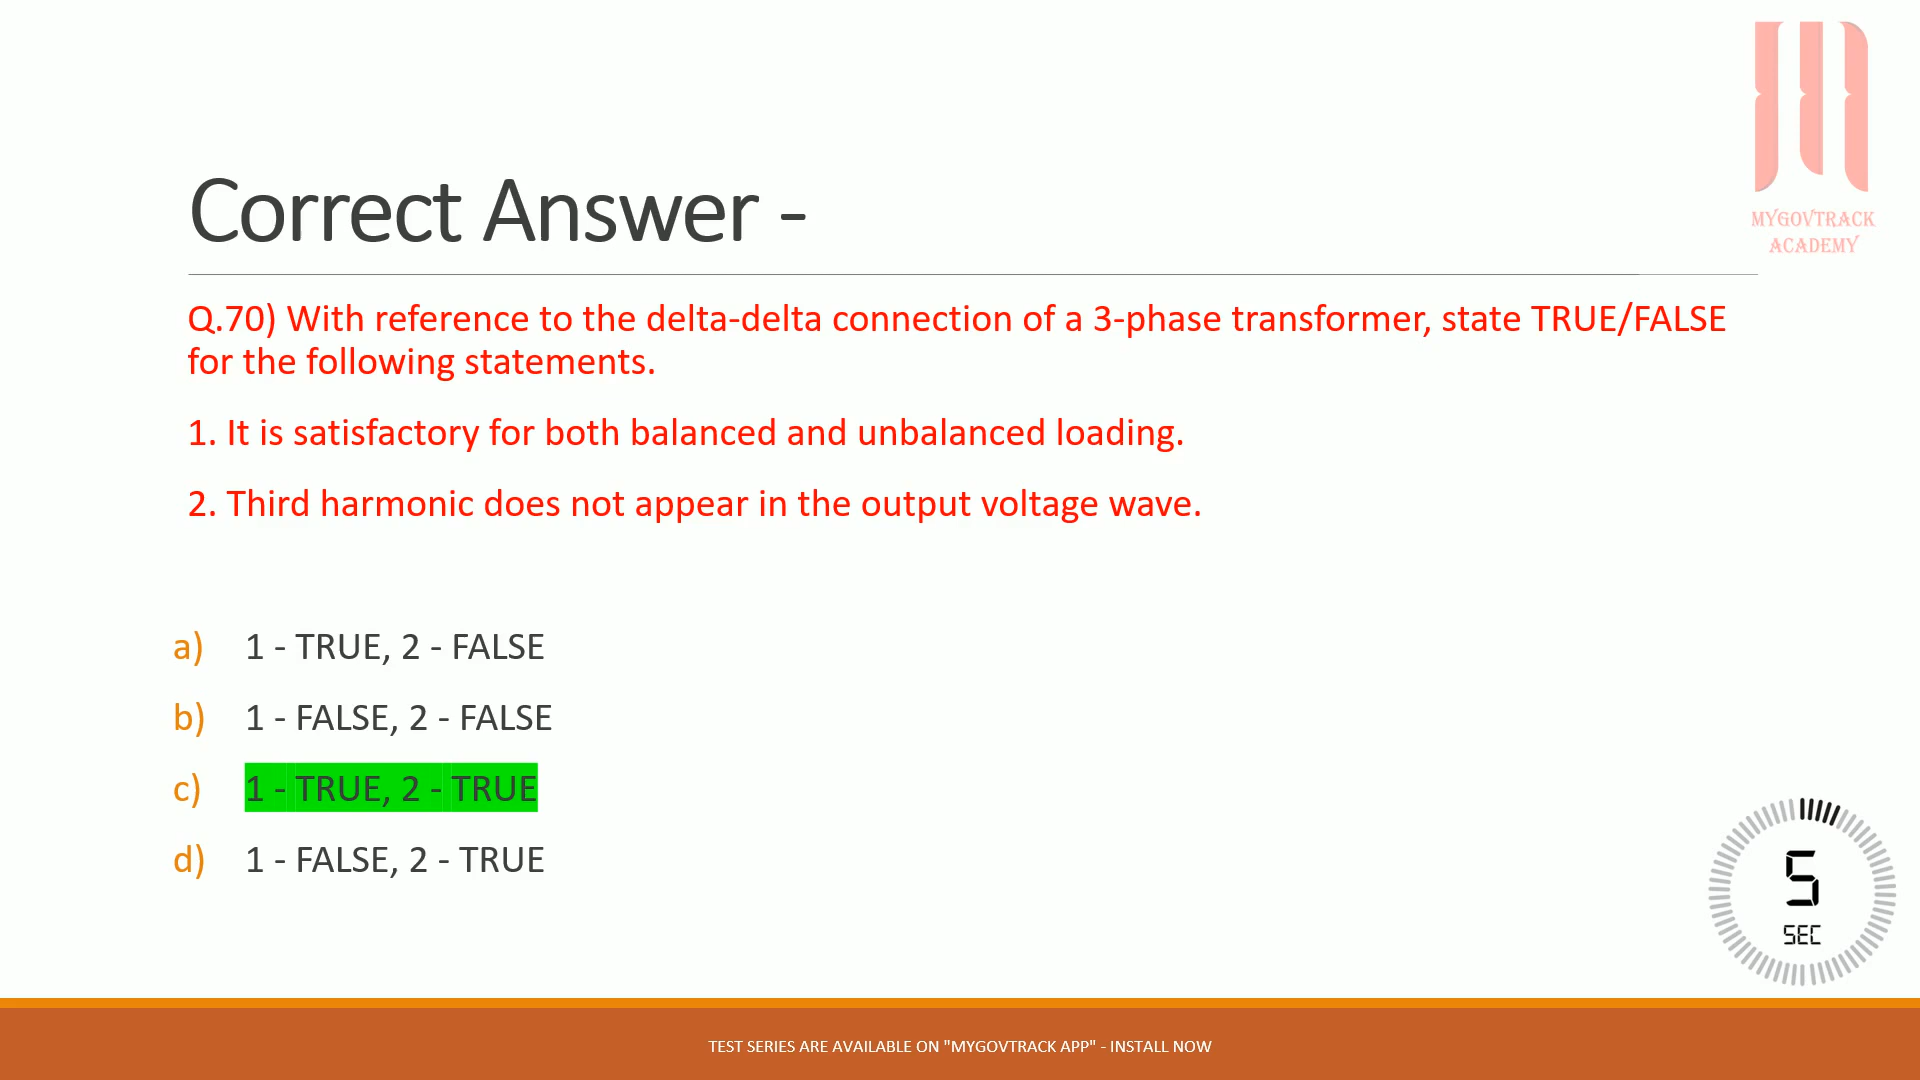 MYGOVTRACK
ACADEMY
Correct Answer -
Q.70) With reference to the delta-delta connection of a 3-phase transformer, state TRUE/FALSE
for the following statements.
1. It is satisfactory for both balanced and unbalanced loading.
2. Third harmonic does not appear in the output voltage wave.
a) 1 - TRUE, 2 - FALSE
b) 1 - FALSE, 2 - FALSE
c) 1 - TRUE, 2 - TRUE
d) 1 - FALSE, 2 - TRUE
5
SEC
TEST SERIES ARE AVAILABLE ON "MYGOVTRACK APP" - INSTALL NOW